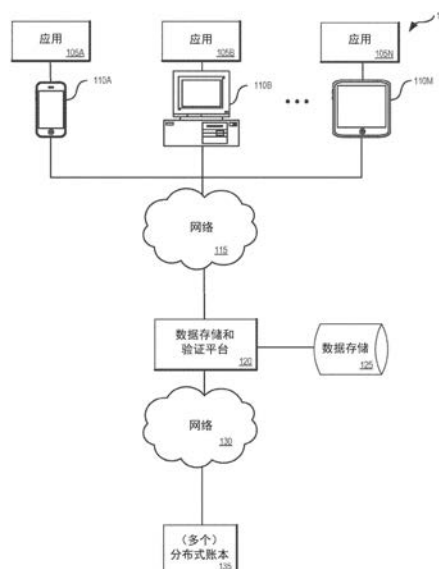 应用
105A
应用
105B
应用
105N
110A
110B
110M
网络
115
数据存储和
验证平台
120
数据存储
125
网络
130
（多个）
分布式账本
135